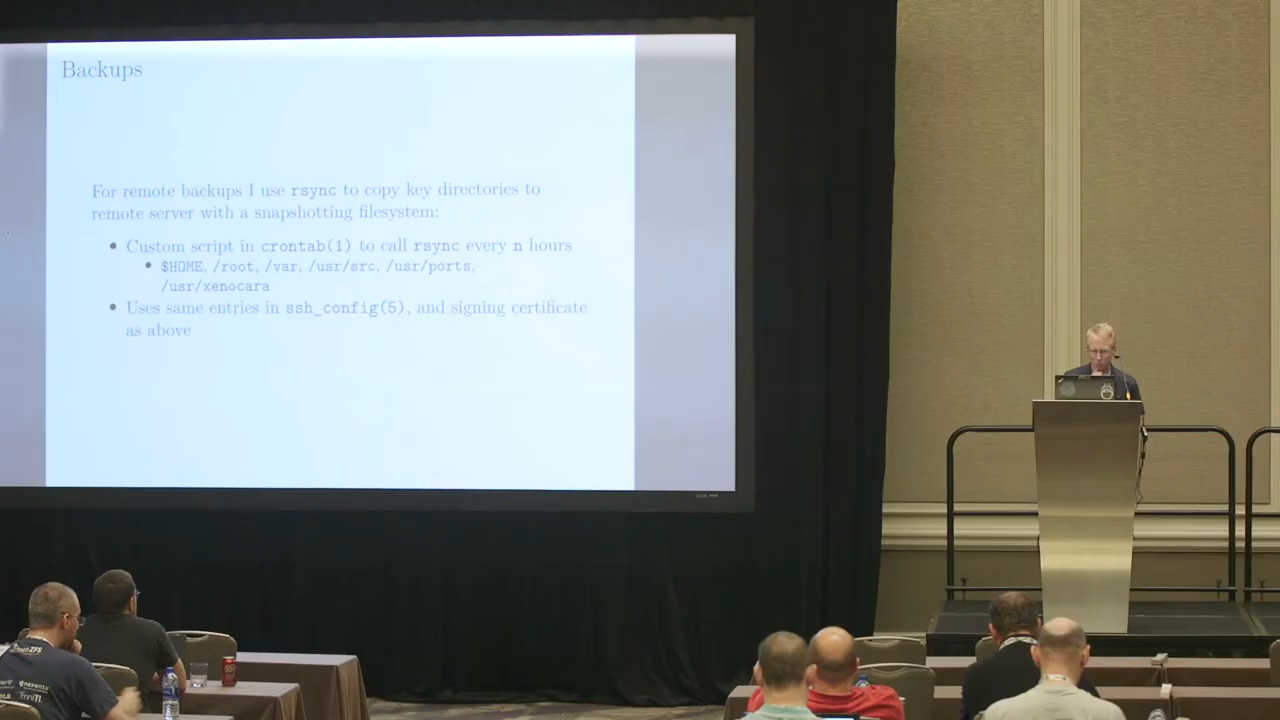 Backups
For remote backups I use rsync to copy key directories to
remote server with a snapshotting filesystem:
• Custom script in crontab(1) to call rsync every n hours
• $HOME, /root, /var, /usr/src, /usr/ports,
/usr/xenocara
• Uses same entries in ssh_config(5), and signing certificate
as above
ZFS
nexenta